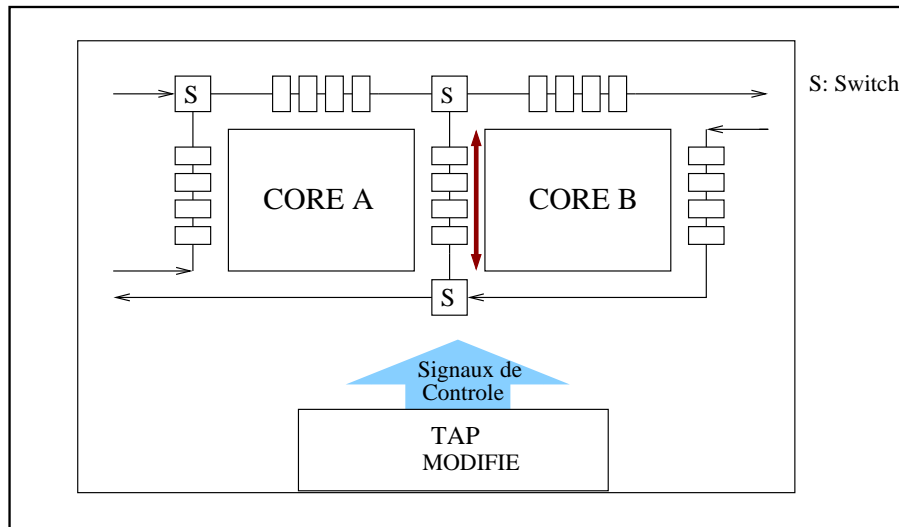 S
S
S: Switch
CORE A
CORE B
S
Signaux de
Controle
TAP
MODIFIE